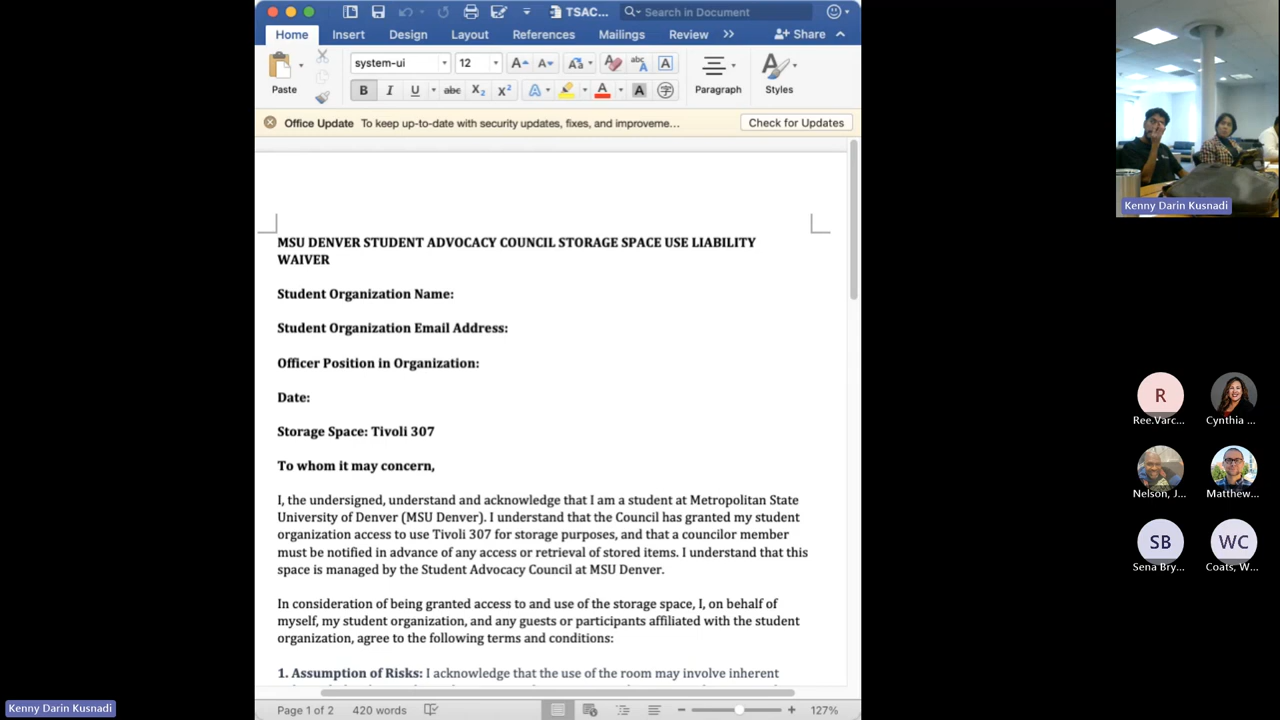 TSAC...
Search in Document
Home
Insert
Design
Layout
References
Mailings
Review
Share
Paste
system-ui
12
Paragraph
Styles
Office Update
To keep up-to-date with security updates, fixes, and improveme...
Check for Updates
MSU DENVER STUDENT ADVOCACY COUNCIL STORAGE SPACE USE LIABILITY
WAIVER
Student Organization Name:
Student Organization Email Address:
Officer Position in Organization:
Date:
Storage Space: Tivoli 307
To whom it may concern,
I, the undersigned, understand and acknowledge that I am a student at Metropolitan State
University of Denver (MSU Denver). I understand that the Council has granted my student
organization access to use Tivoli 307 for storage purposes, and that a councilor member
must be notified in advance of any access or retrieval of stored items. I understand that this
space is managed by the Student Advocacy Council at MSU Denver.
In consideration of being granted access to and use of the storage space, I, on behalf of
myself, my student organization, and any guests or participants affiliated with the student
organization, agree to the following terms and conditions:
1. Assumption of Risks: I acknowledge that the use of the room may involve inherent
Page 1 of 2
420 words
127%
Kenny Darin Kusnadi
R
Ree.Varc...
Cynthia ...
Nelson, J...
Matthew...
SB
Sena Bry...
WC
Coats, W...
Kenny Darin Kusnadi